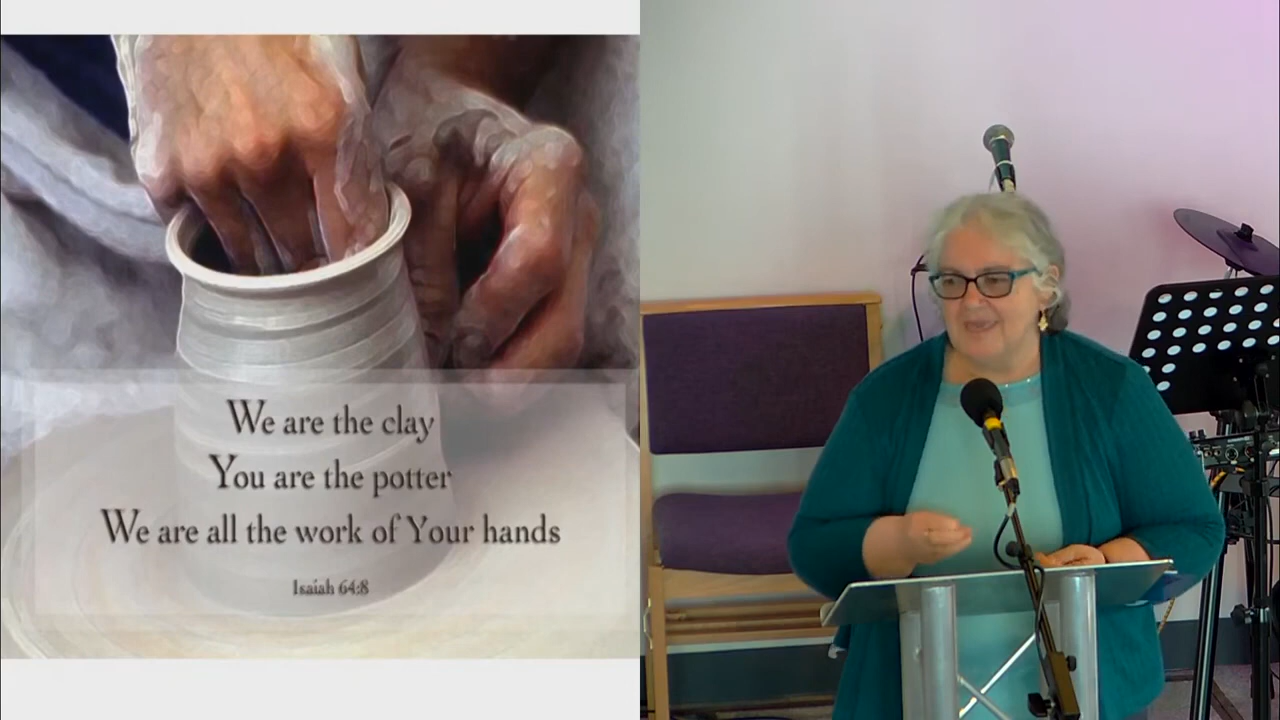 We are the clay
You are the potter
We are all the work of Your hands
Isaiah 64:8